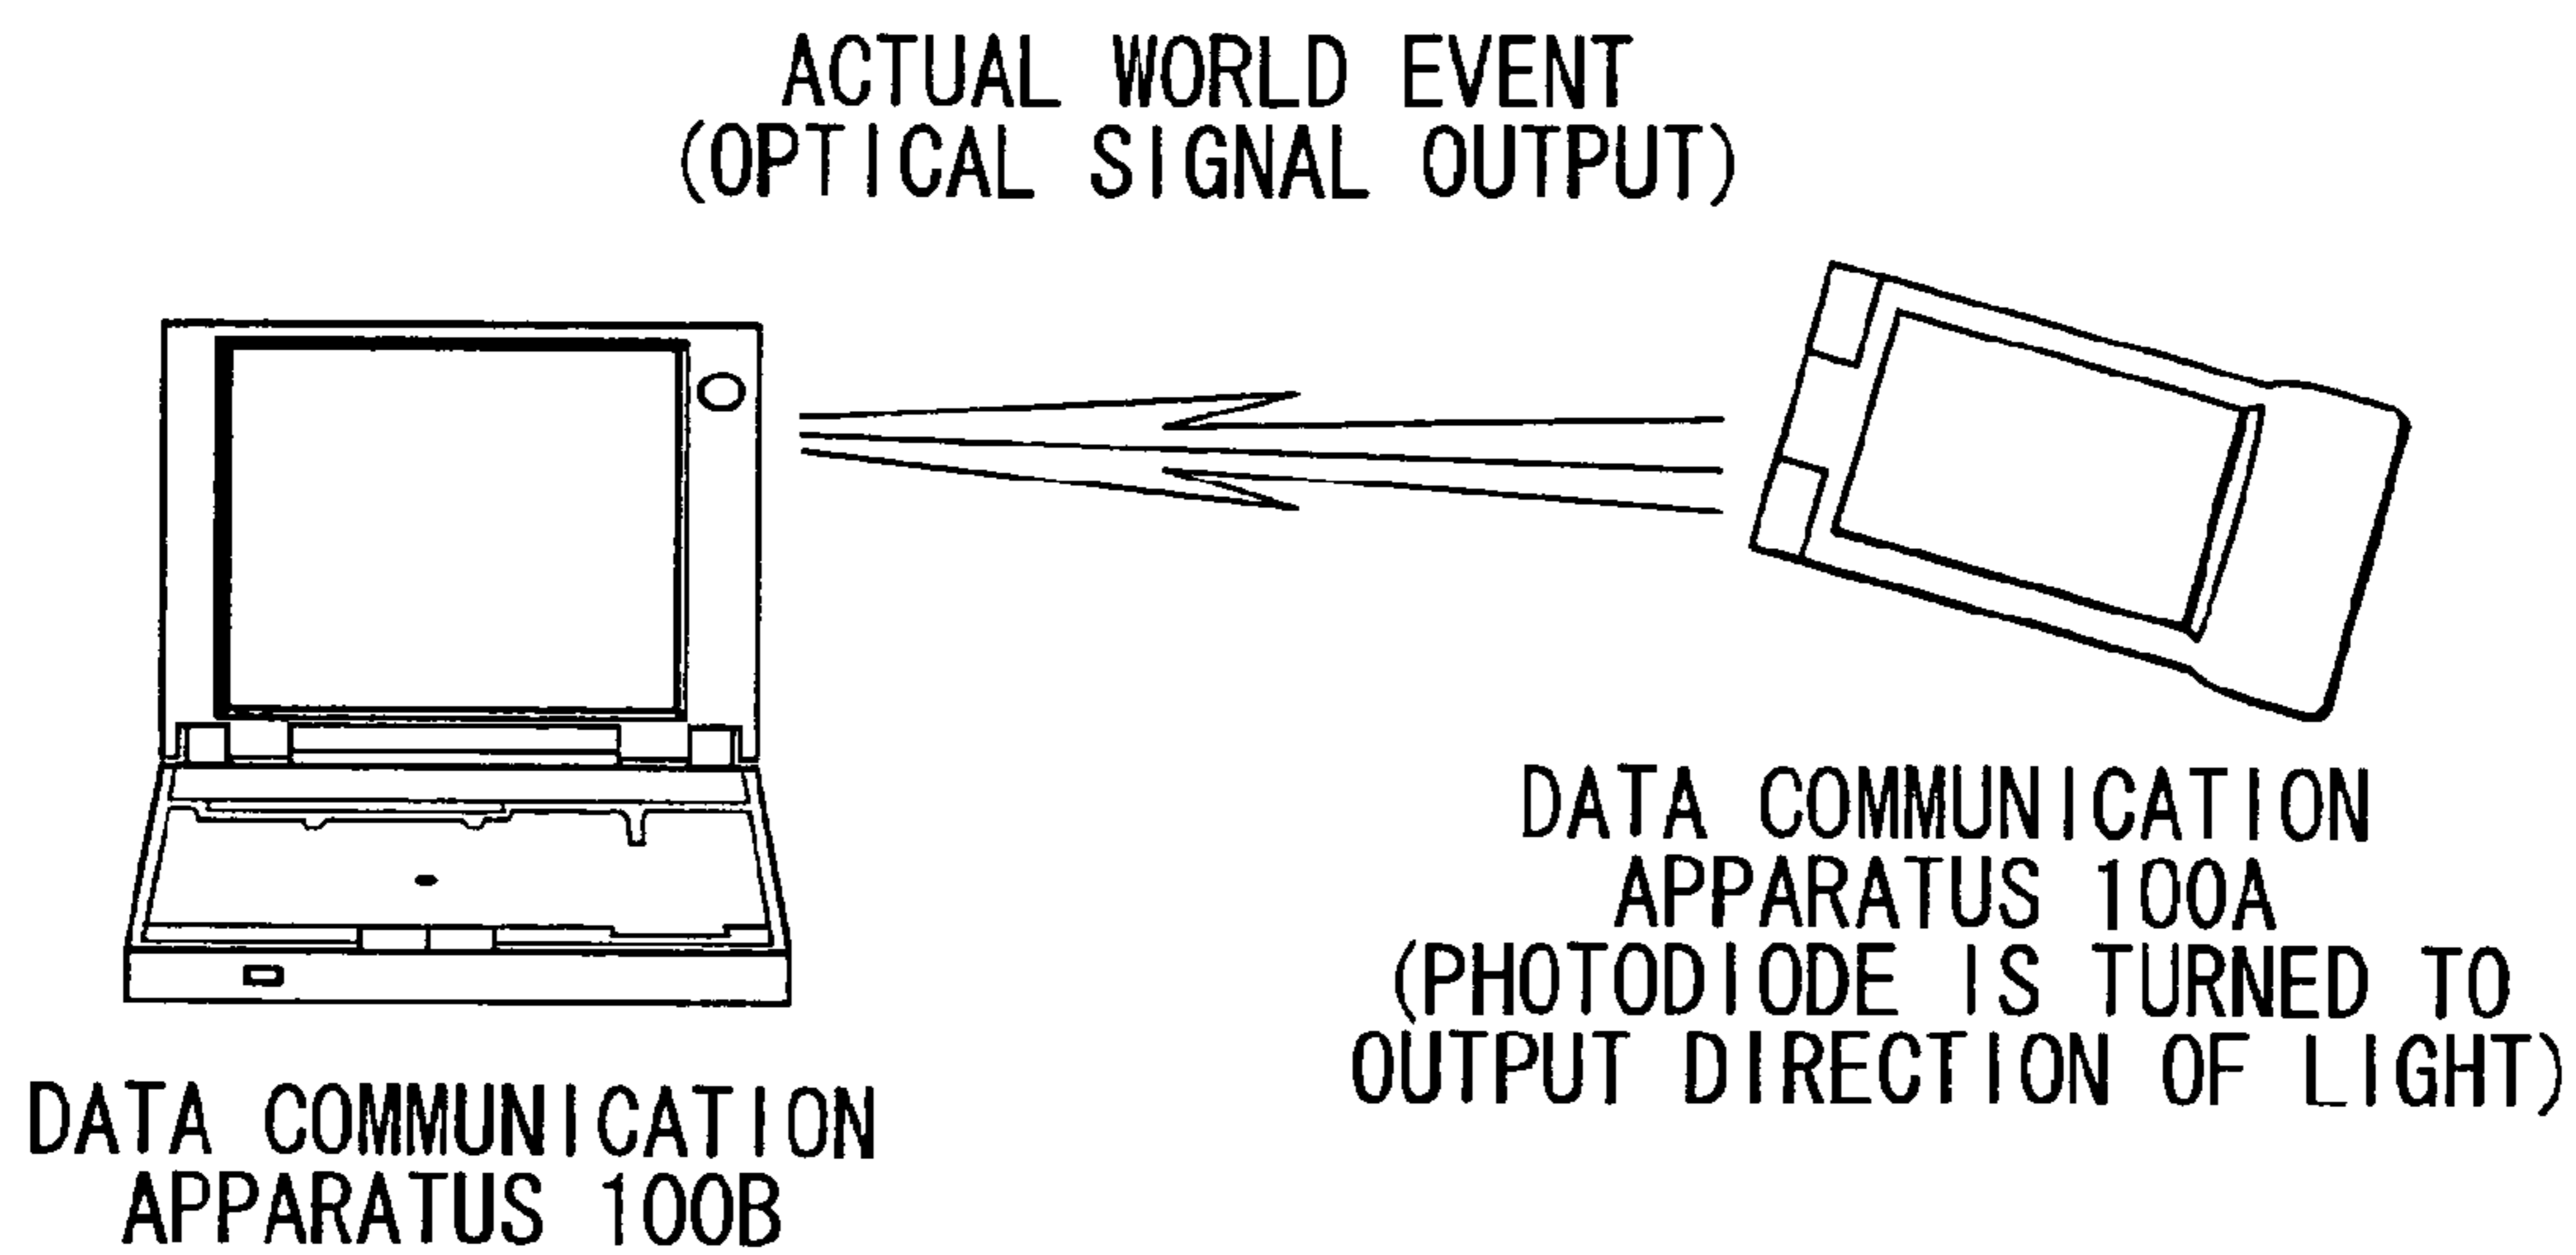 ACTUAL WORLD EVENT
(OPTICAL SIGNAL OUTPUT)
DATA COMMUNICATION
APPARATUS 100A
(PHOTODIODE IS TURNED TO
OUTPUT DIRECTION OF LIGHT)
DATA COMMUNICATION
APPARATUS 100B